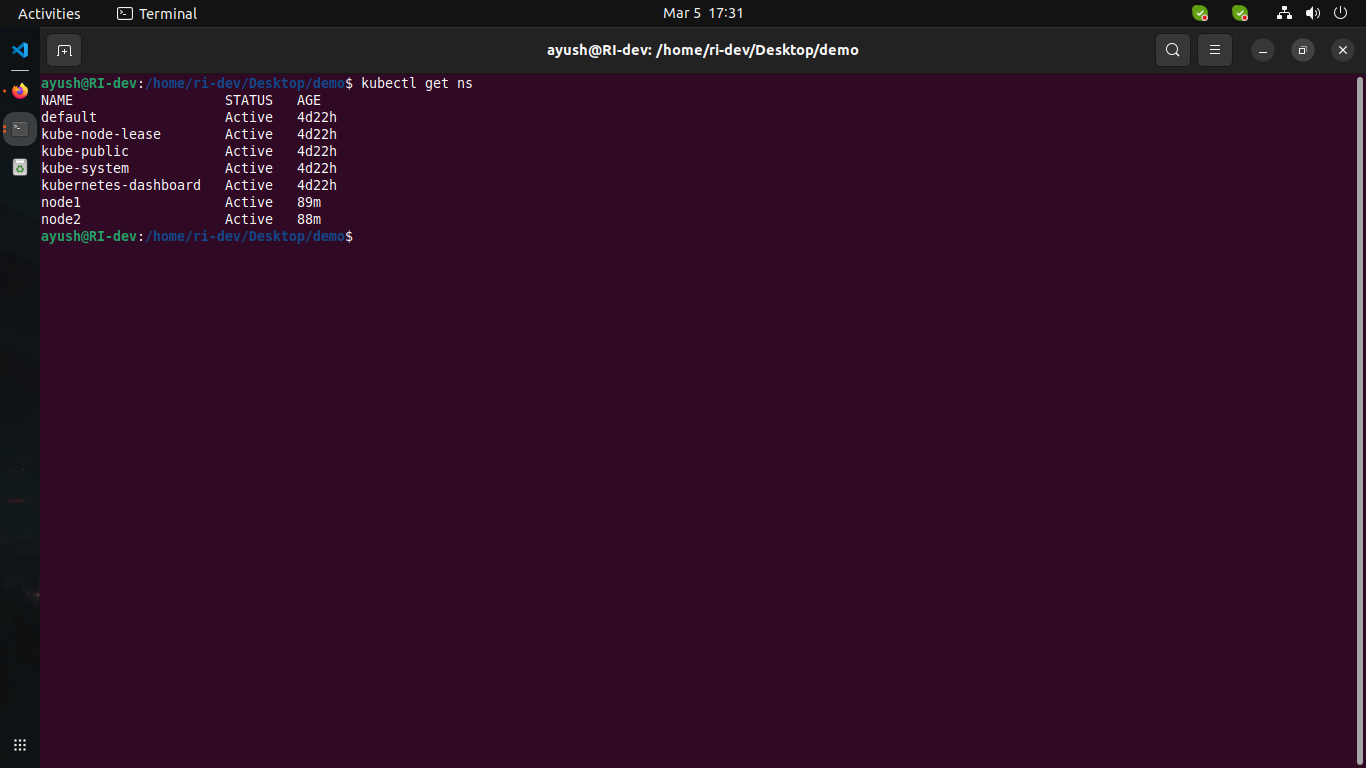 Activities Terminal Mar 5 17:31
ayush@RI-dev: /home/ri-dev/Desktop/demo
ayush@RI-dev:/home/ri-dev/Desktop/demo$ kubectl get ns
NAME STATUS AGE
default Active 4d22h
kube-node-lease Active 4d22h
kube-public Active 4d22h
kube-system Active 4d22h
kubernetes-dashboard Active 4d22h
node1 Active 89m
node2 Active 88m
ayush@RI-dev:/home/ri-dev/Desktop/demo$